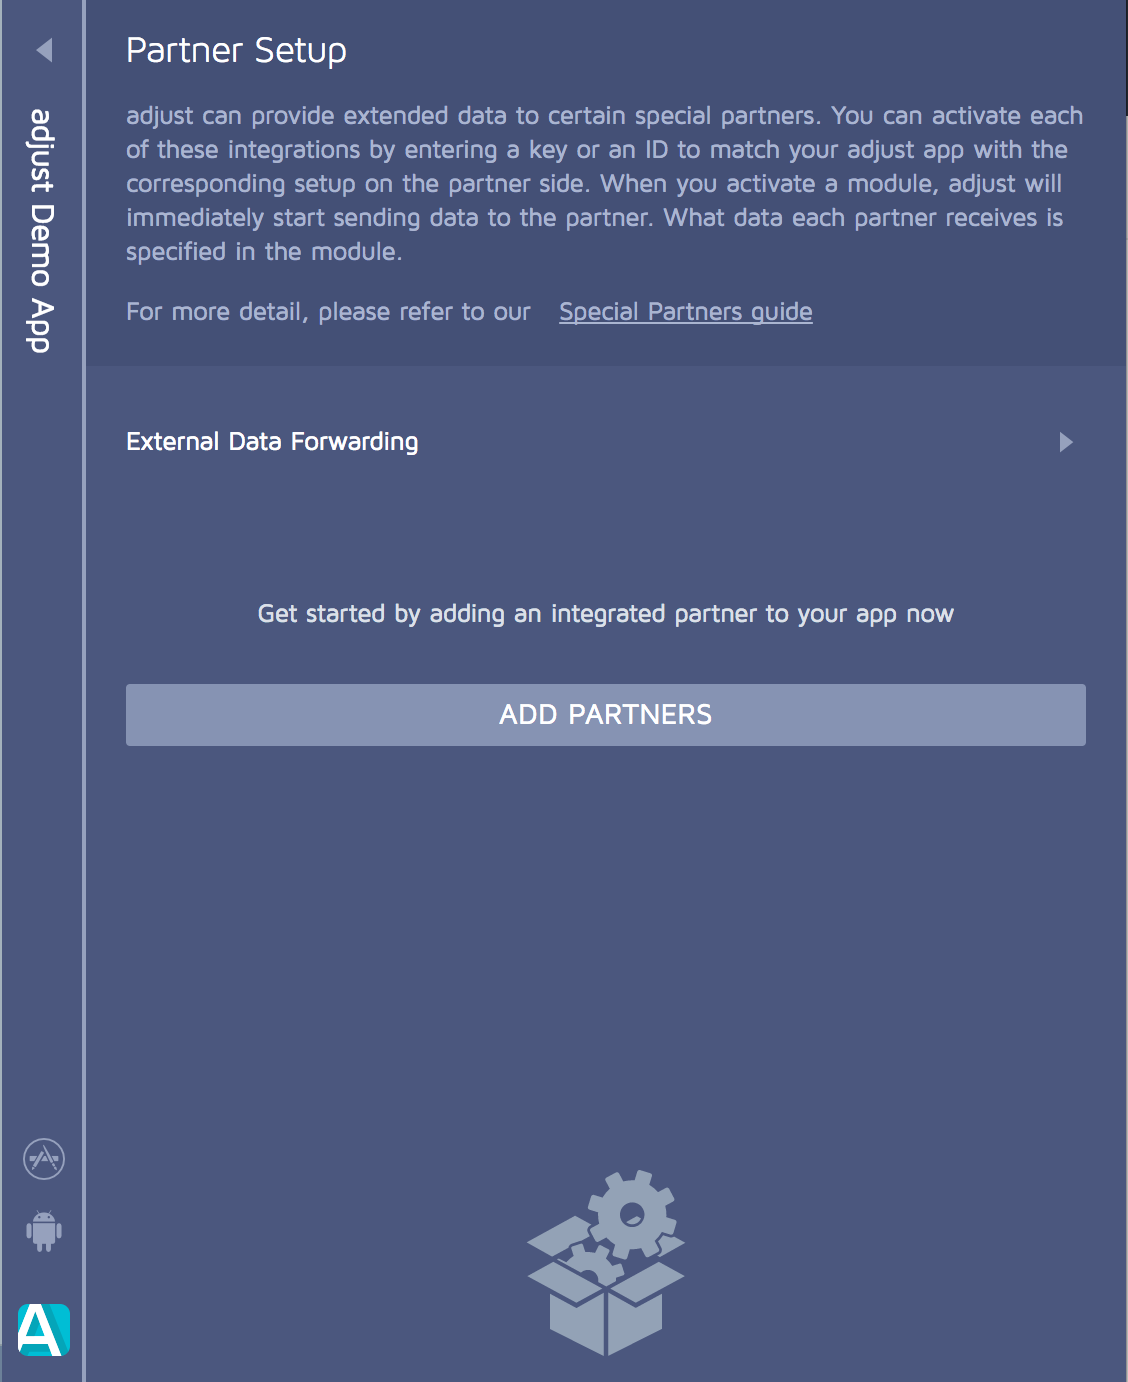 Partner Setup
adjust can provide extended data to certain special partners. You can activate each
of these integrations by entering a key or an ID to match your adjust app with the
corresponding setup on the partner side. When you activate a module, adjust will
immediately start sending data to the partner. What data each partner receives is
specified in the module.
For more detail, please refer to our Special Partners guide
adjust Demo App
External Data Forwarding
Get started by adding an integrated partner to your app now
ADD PARTNERS
A